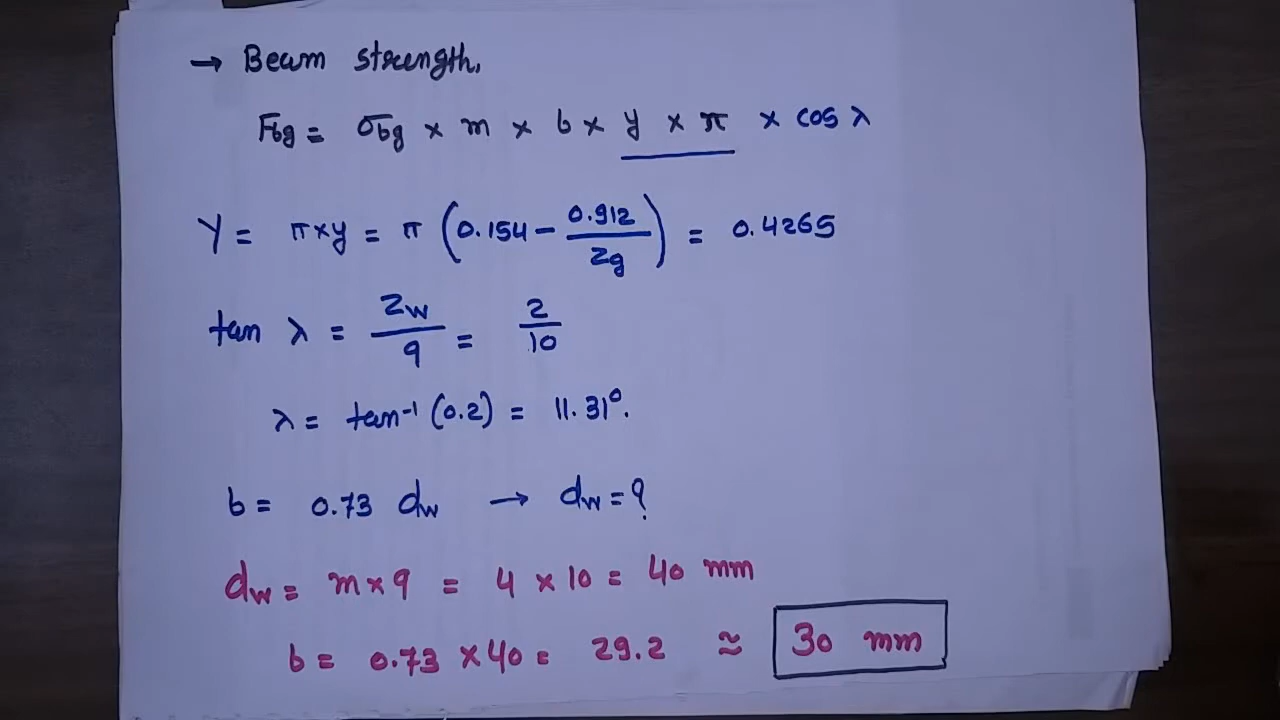 → Beam strength,
Fbg = σbg × m × b × y × π × cos λ
Y = π×y = π (0.154 - 0.912/Zg) = 0.4265
tan λ = Zw/q = 2/10
λ = tan⁻¹ (0.2) = 11.31°.
b = 0.73 dw → dw = ?
dw = m×q = 4 × 10 = 40 mm
b = 0.73 × 40 = 29.2 ≈ 30 mm